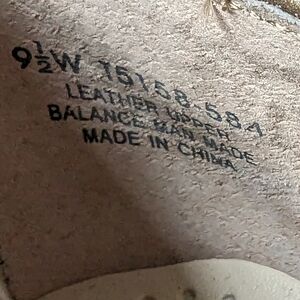 9½W 15158-584
LEATHER UPPER
BALANCE MAN MADE
MADE IN CHINA